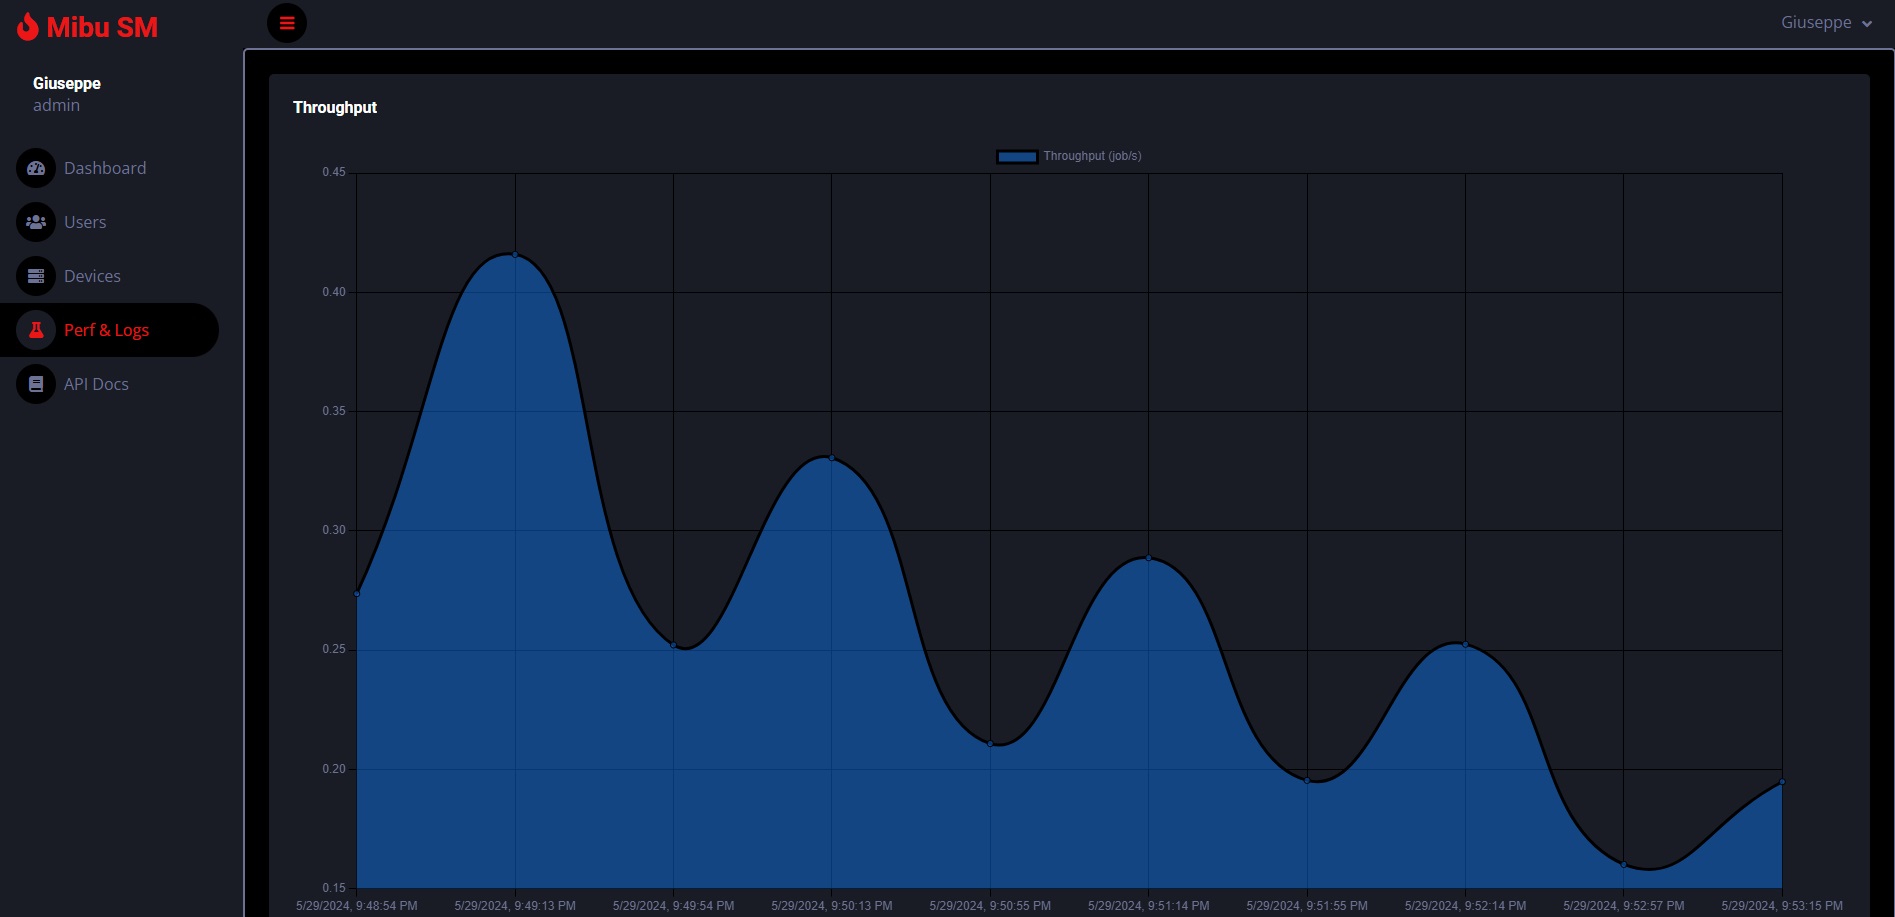 Mibu SM
Giuseppe
Giuseppe
admin
Dashboard
Users
Devices
Perf & Logs
API Docs
Throughput
Throughput (job/s)
0.45
0.40
0.35
0.30
0.25
0.20
0.15
5/29/2024, 9:48:54 PM
5/29/2024, 9:49:13 PM
5/29/2024, 9:49:54 PM
5/29/2024, 9:50:13 PM
5/29/2024, 9:50:55 PM
5/29/2024, 9:51:14 PM
5/29/2024, 9:51:55 PM
5/29/2024, 9:52:14 PM
5/29/2024, 9:52:57 PM
5/29/2024, 9:53:15 PM